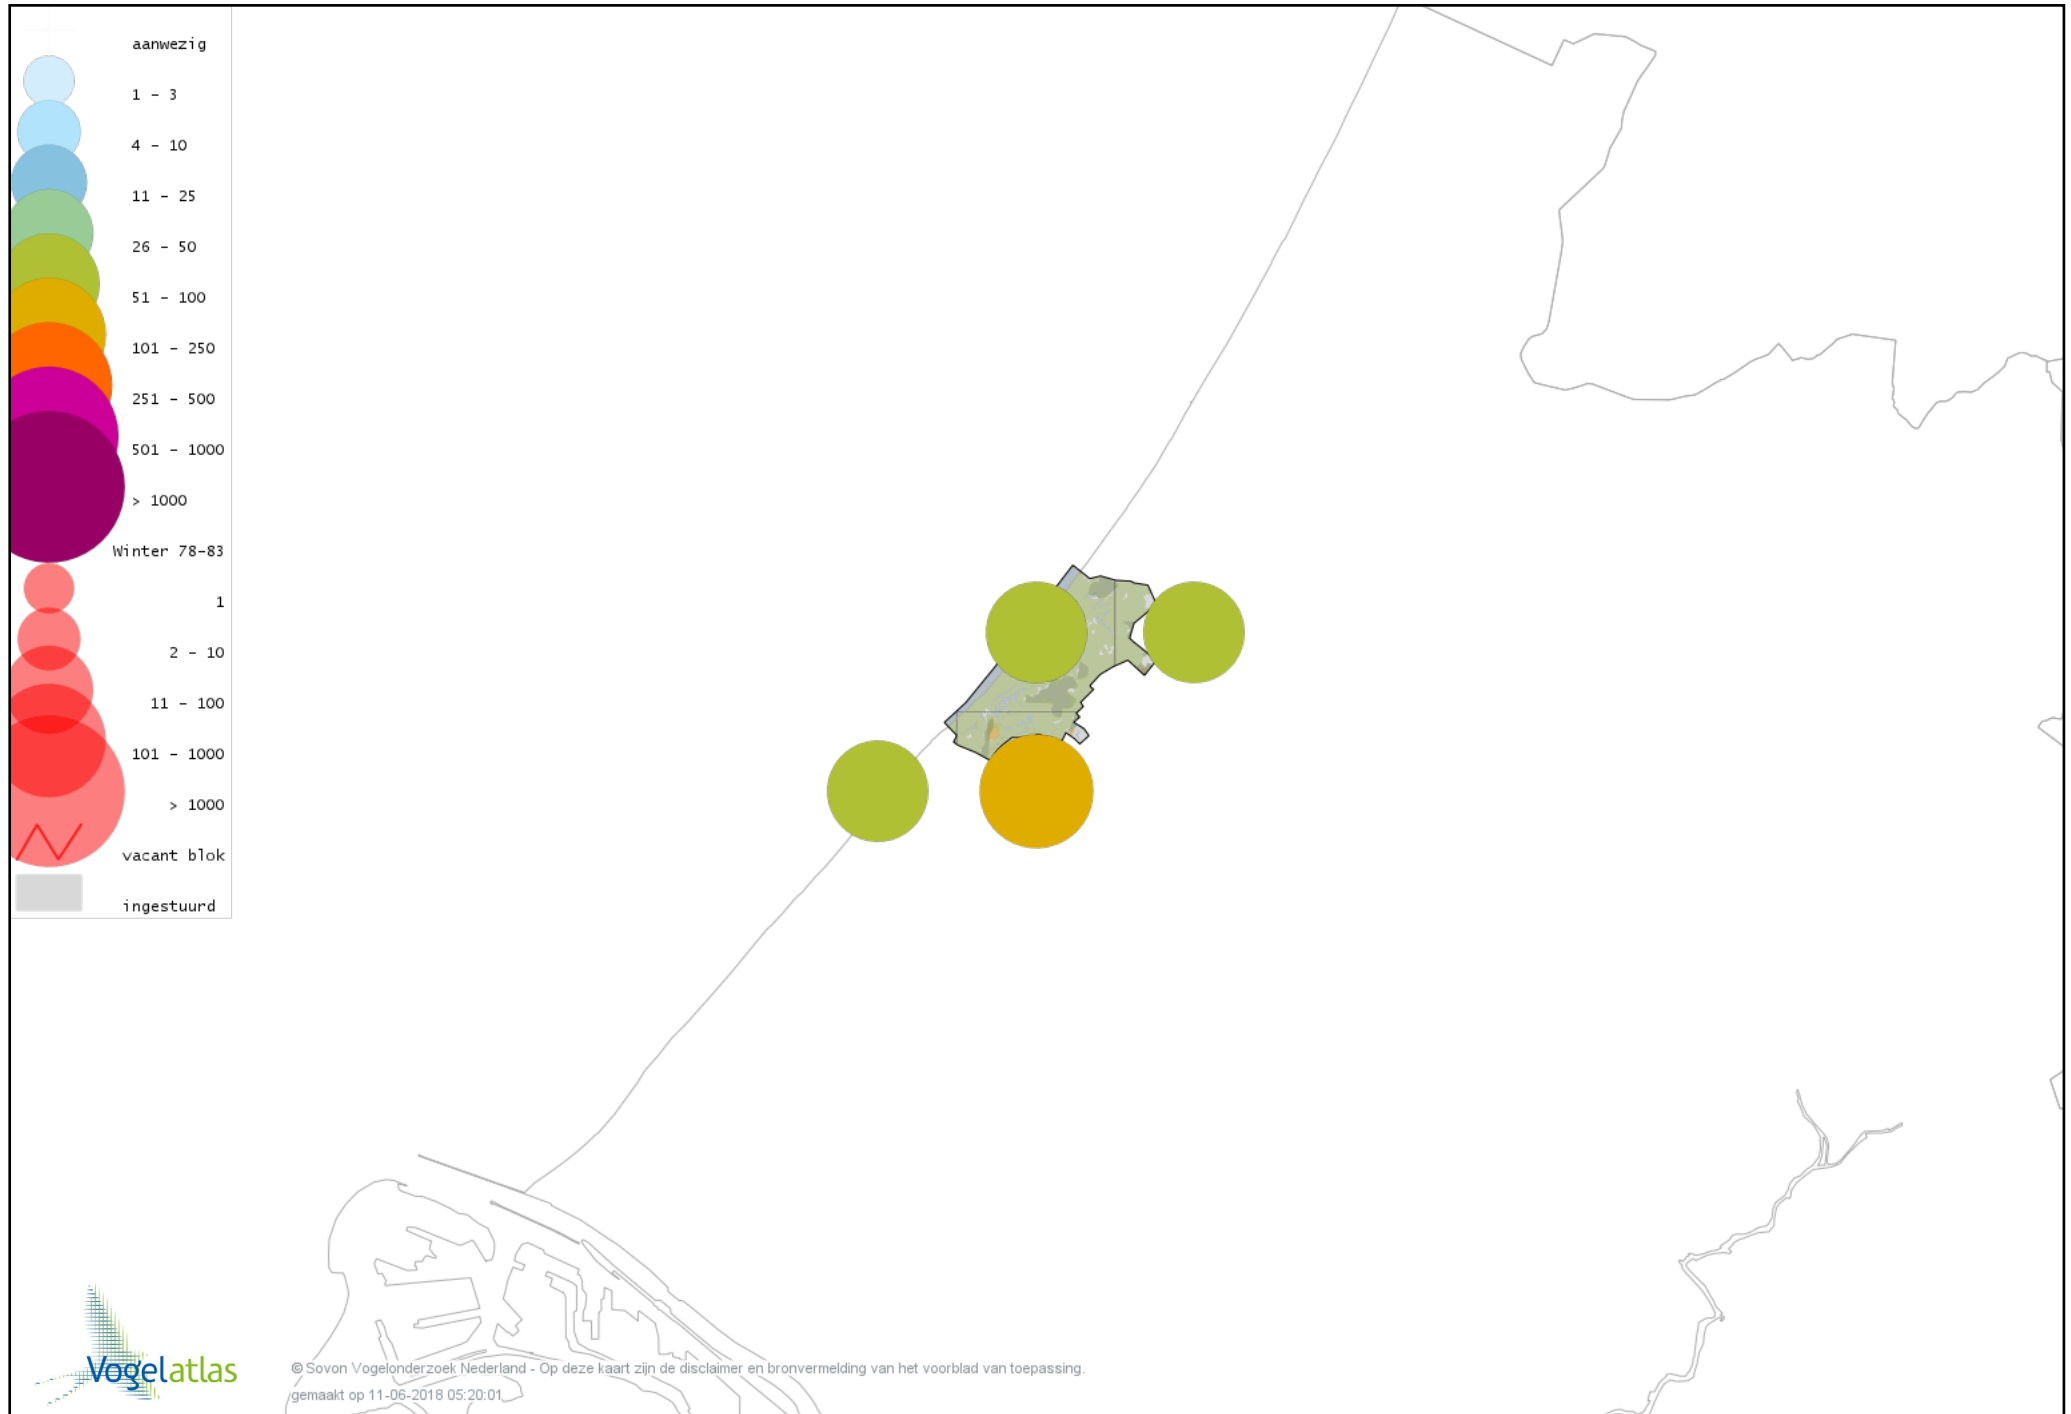 aanwezig
1 – 3
4 – 10
11 – 25
26 – 50
51 – 100
101 – 250
251 – 500
501 – 1000
> 1000
Winter 78-83
1
2 – 10
11 – 100
101 – 1000
> 1000
vacant blok
ingestuurd
Vogelatlas
© Sovon Vogelonderzoek Nederland - Op deze kaart zijn de disclaimer en bronvermelding van het voorblad van toepassing.
gemaakt op 11-06-2018 05:20:01